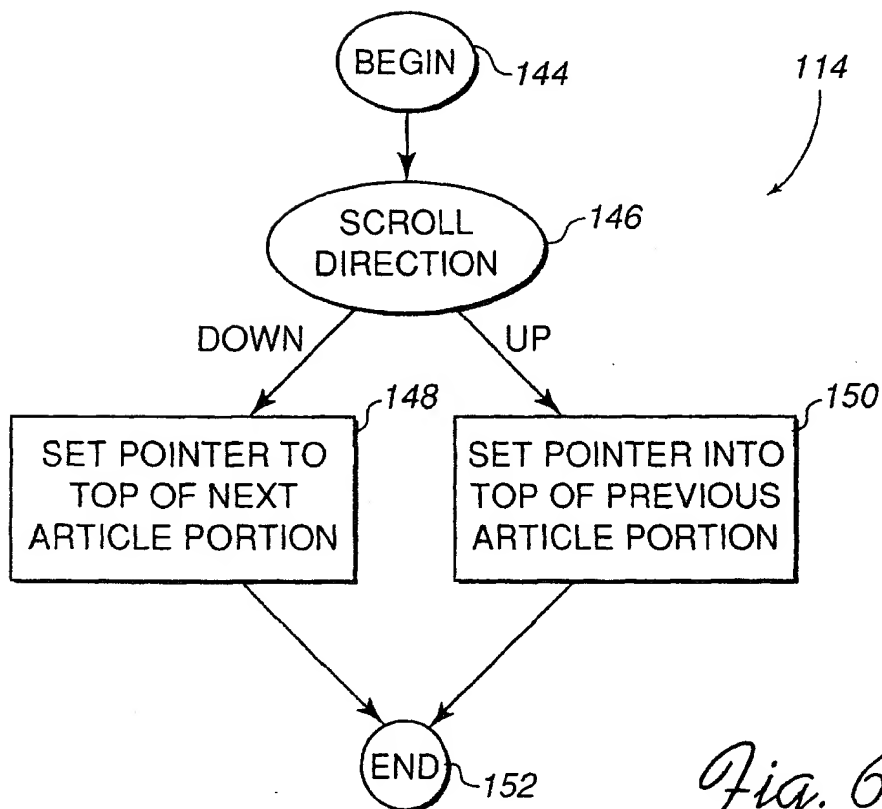 BEGIN
144
114
SCROLL
DIRECTION
146
DOWN
UP
148
150
SET POINTER TO
TOP OF NEXT
ARTICLE PORTION
SET POINTER INTO
TOP OF PREVIOUS
ARTICLE PORTION
END
152
Fig. 6